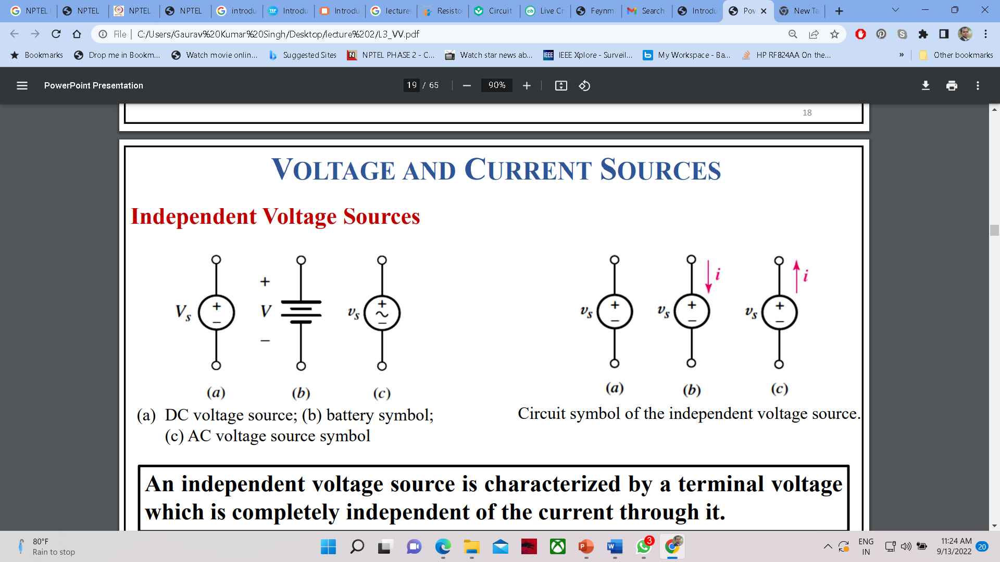 NPTEL NPTEL NPTEL NPTEL introdu Introdu Introdu lectures Resisto Circuit Live Cr Feynm Search Introdu Pov New Ta
File C:/Users/Gaurav%20Kumar%20Singh/Desktop/lecture%202/L3_VV.pdf
Bookmarks Drop me in Bookm... Watch movie onlin... Suggested Sites NPTEL PHASE 2 - C... Watch star news ab... IEEE Xplore - Surveil... My Workspace - Ba... HP RF824AA On the... » Other bookmarks
PowerPoint Presentation 19 / 65 90%
18
VOLTAGE AND CURRENT SOURCES
Independent Voltage Sources
+ i i
Vs + − V vs + − vs + − vs + − vs + −
−
(a) (b) (c) (a) (b) (c)
(a) DC voltage source; (b) battery symbol;
(c) AC voltage source symbol
Circuit symbol of the independent voltage source.
An independent voltage source is characterized by a terminal voltage
which is completely independent of the current through it.
80°F
Rain to stop
3
ENG
IN
11:24 AM
9/13/2022
20